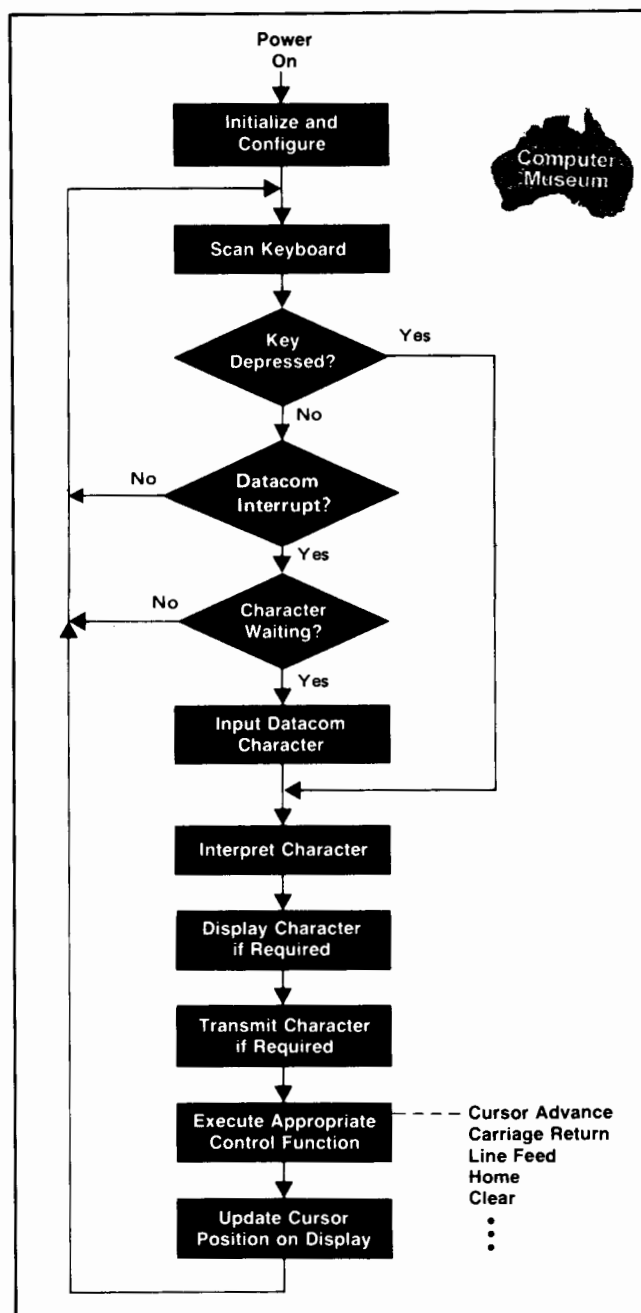 Power
On
Initialize and
Configure
Computer
Museum
Scan Keyboard
Key
Depressed?
Yes
No
Datacom
Interrupt?
No
Yes
Character
Waiting?
No
Yes
Input Datacom
Character
Interpret Character
Display Character
if Required
Transmit Character
if Required
Execute Appropriate
Control Function
Cursor Advance
Carriage Return
Line Feed
Home
Clear
Update Cursor
Position on Display